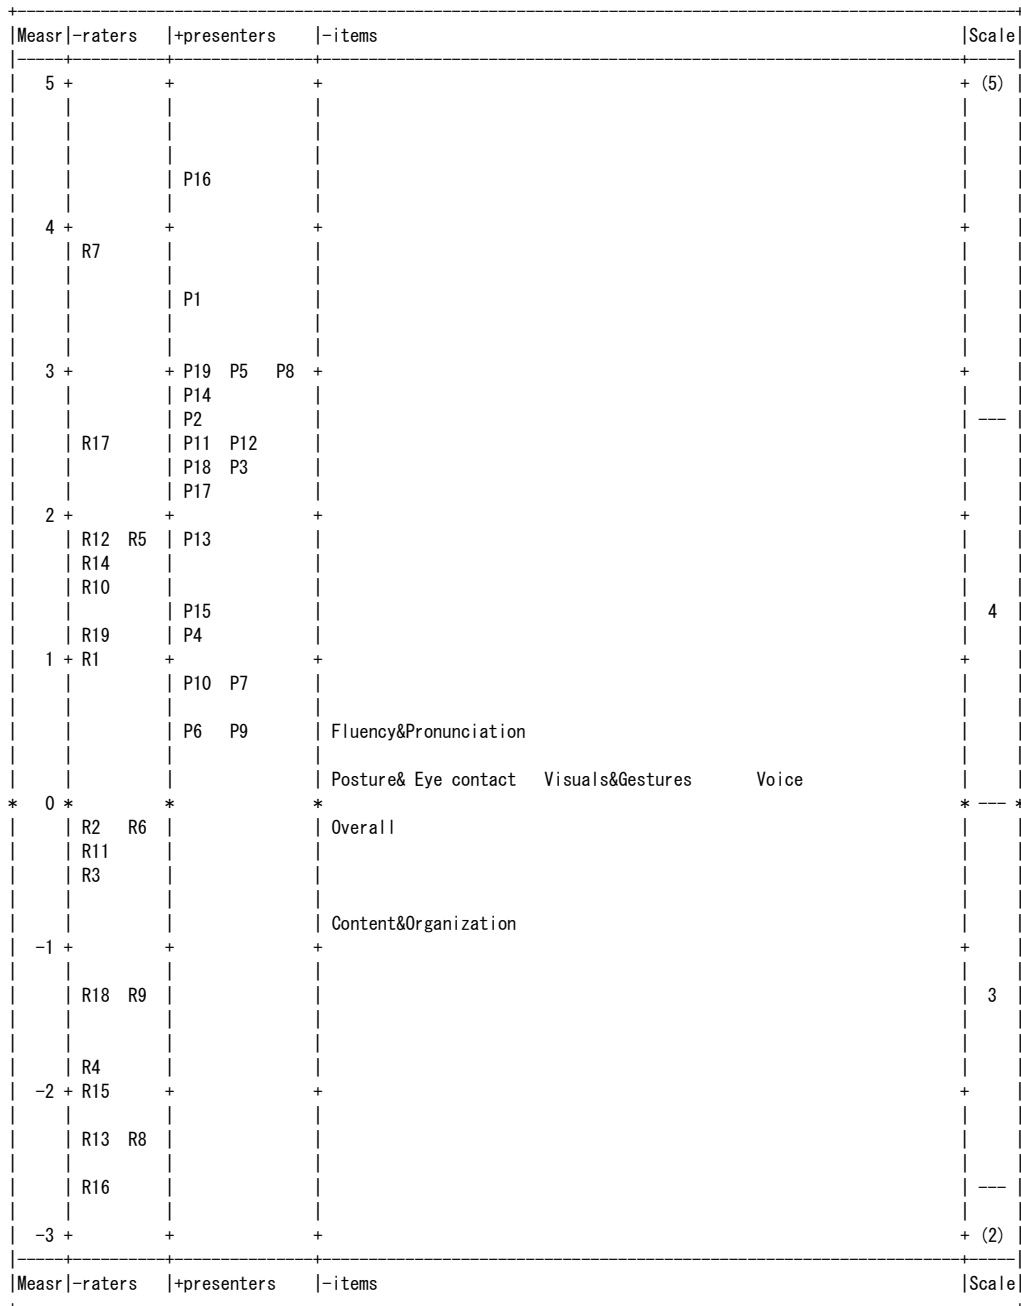 |Measr|-raters |+presenters |-items |Scale|
| 5 + + + + (5) |
| | | P16 | | |
| 4 + + + + |
| | R7 | | | |
| | | P1 | | |
| 3 + + P19 P5 P8 + + |
| | | P14 | | |
| | | P2 | | --- |
| | R17 | P11 P12 | | |
| | | P18 P3 | | |
| | | P17 | | |
| 2 + + + + |
| | R12 R5 | P13 | | |
| | R14 | | | |
| | R10 | | | |
| | | P15 | | 4 |
| | R19 | P4 | | |
| 1 + R1 + + + |
| | | P10 P7 | | |
| | | P6 P9 | Fluency&Pronunciation | |
| | | | Posture& Eye contact Visuals&Gestures Voice | |
* 0 * * * * --- *
| | R2 R6 | | Overall | |
| | R11 | | | |
| | R3 | | | |
| | | | Content&Organization | |
| -1 + + + + |
| | R18 R9 | | | 3 |
| | R4 | | | |
| -2 + R15 + + + |
| | R13 R8 | | | |
| | R16 | | | --- |
| -3 + + + + (2) |
|Measr|-raters |+presenters |-items |Scale|